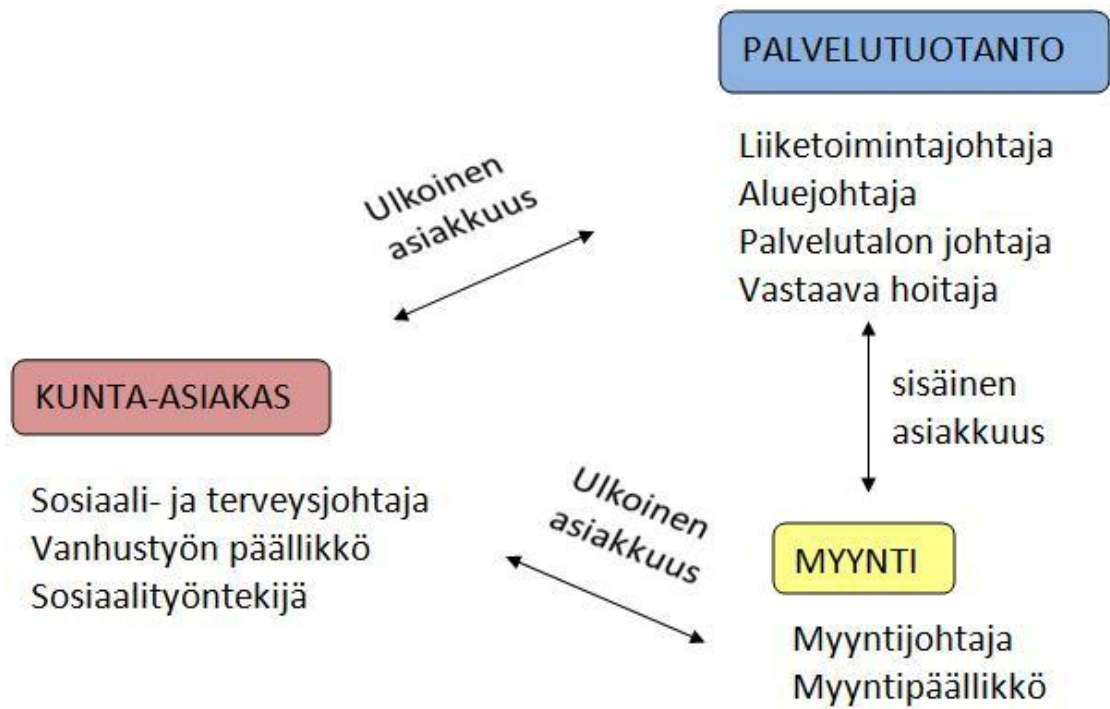 PALVELUTUOTANTO
Liiketoimintajohtaja
Aluejohtaja
Palvelutalon johtaja
Vastaava hoitaja
Ulkoinen
asiakkuus
KUNTA-ASIAKAS
Sosiaali- ja terveysjohtaja
Vanhustyön päällikkö
Sosiaalityöntekijä
sisäinen
asiakkuus
Ulkoinen
asiakkuus
MYYNTI
Myyntijohtaja
Myyntipäällikkö